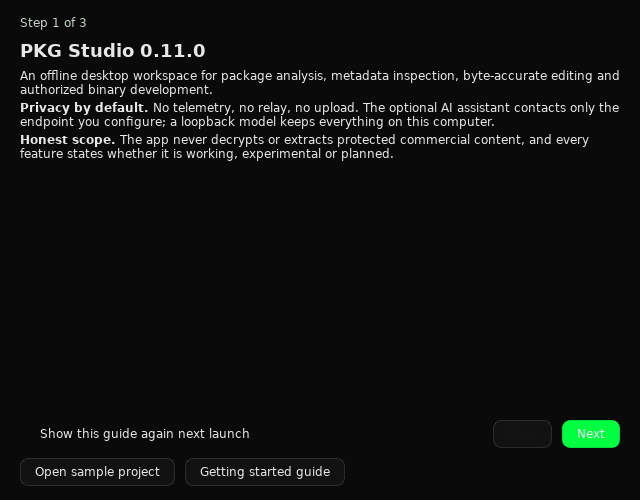 Step 1 of 3
PKG Studio 0.11.0
An offline desktop workspace for package analysis, metadata inspection, byte-accurate editing and
authorized binary development.
Privacy by default. No telemetry, no relay, no upload. The optional AI assistant contacts only the
endpoint you configure; a loopback model keeps everything on this computer.
Honest scope. The app never decrypts or extracts protected commercial content, and every
feature states whether it is working, experimental or planned.
Show this guide again next launch
Next
Open sample project
Getting started guide